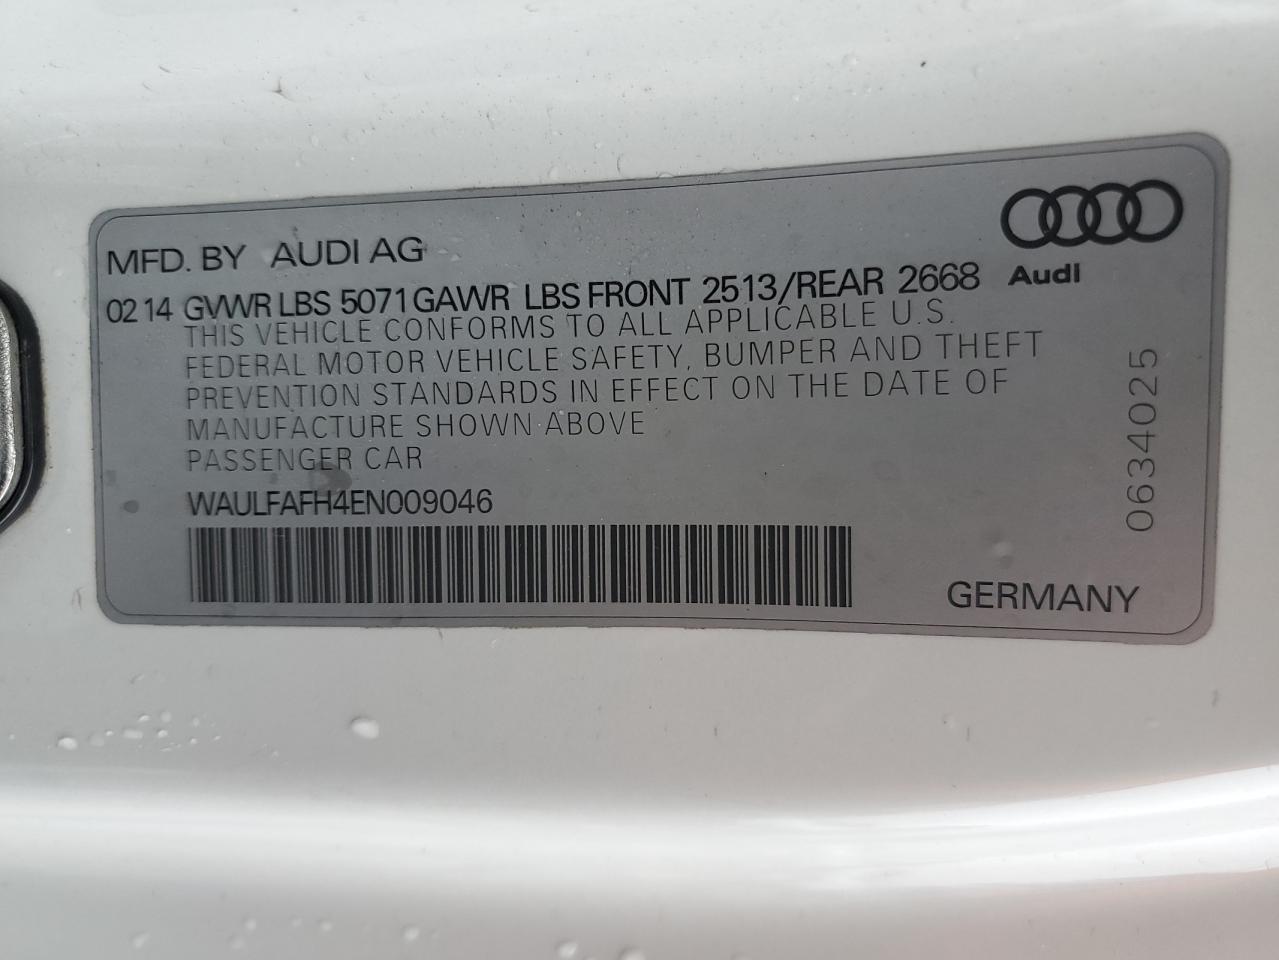 MFD. BY AUDI AG
02 14 GVWR LBS 5071 GAWR LBS FRONT 2513/REAR 2668
THIS VEHICLE CONFORMS TO ALL APPLICABLE U.S.
FEDERAL MOTOR VEHICLE SAFETY, BUMPER AND THEFT
PREVENTION STANDARDS IN EFFECT ON THE DATE OF
MANUFACTURE SHOWN ABOVE
PASSENGER CAR
WAULFAFH4EN009046
Audi
0634025
GERMANY